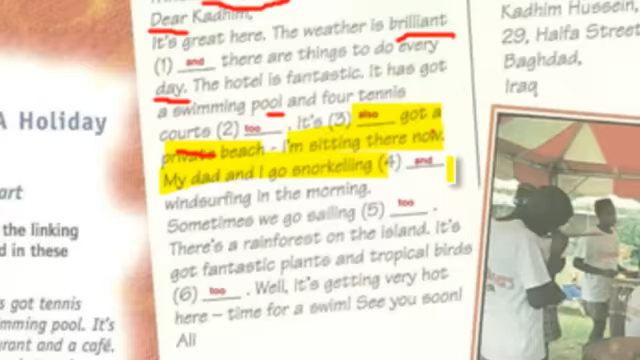 Dear Kadhim,
It's great here. The weather is brilliant
(1) and there are things to do every
day. The hotel is fantastic. It has got
a swimming pool and four tennis
courts (2) too . It's (3) also got a
private beach - I'm sitting there now.
My dad and I go snorkelling (4) and
windsurfing in the morning.
Sometimes we go sailing (5) too .
There's a rainforest on the island. It's
got fantastic plants and tropical birds
(6) too . Well, it's getting very hot
here – time for a swim! See you soon!
Ali
Kadhim Hussein,
29, Haifa Street
Baghdad,
Iraq
A Holiday
art
the linking
d in these
s got tennis
mming pool. It's
urant and a café.